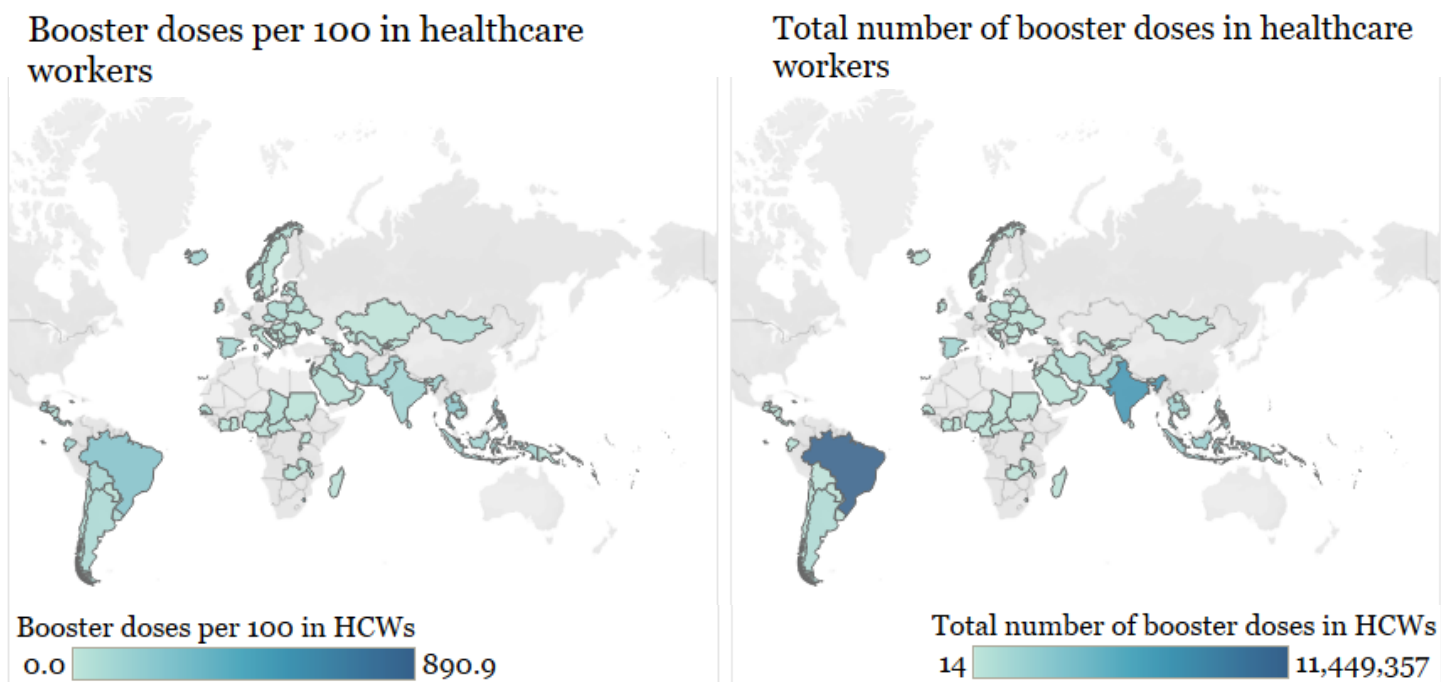 Booster doses per 100 in healthcare
workers
Total number of booster doses in healthcare
workers
Booster doses per 100 in HCWs
0.0 890.9
Total number of booster doses in HCWs
14 11,449,357